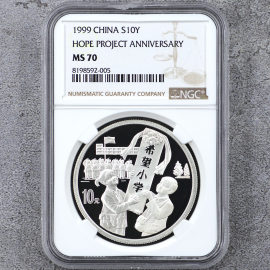 1999 CHINA S10Y
HOPE PROJECT ANNIVERSARY
MS 70
8198592-005
NUMISMATIC GUARANTY COMPANY
NGC
希望小学
10元